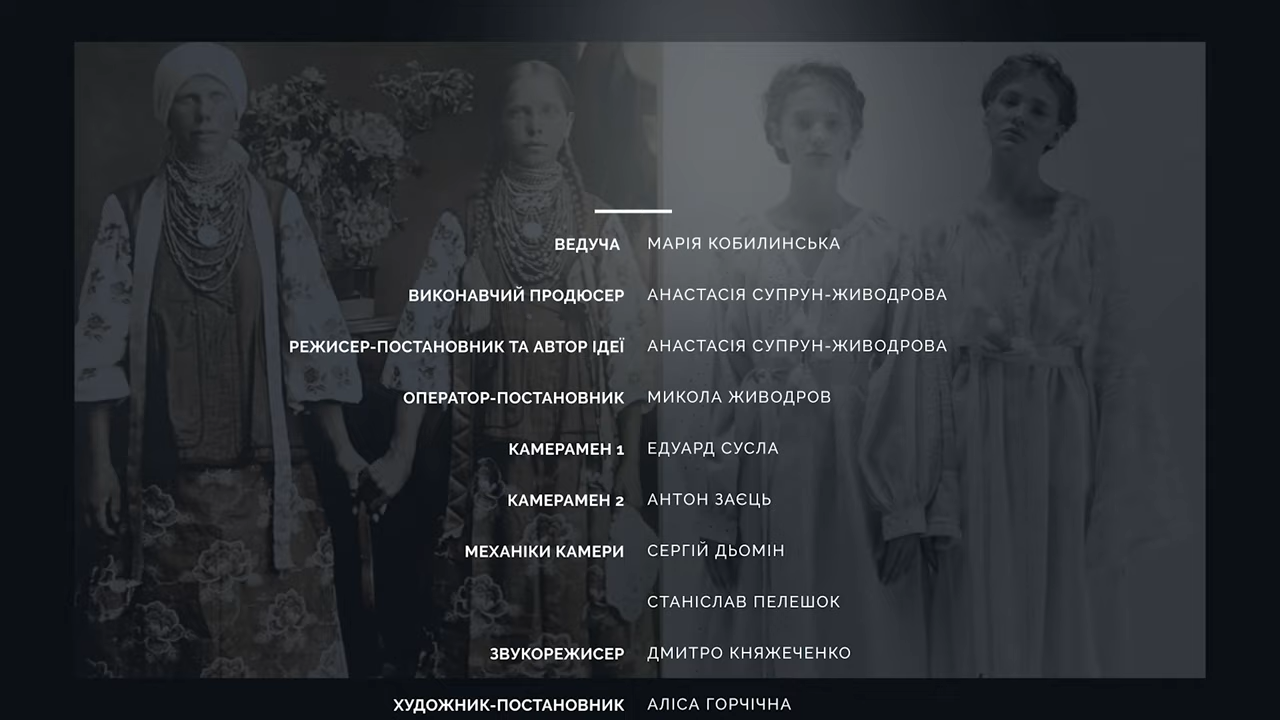 ВЕДУЧА МАРІЯ КОБИЛИНСЬКА
ВИКОНАВЧИЙ ПРОДЮСЕР АНАСТАСІЯ СУПРУН-ЖИВОДРОВА
РЕЖИСЕР-ПОСТАНОВНИК ТА АВТОР ІДЕЇ АНАСТАСІЯ СУПРУН-ЖИВОДРОВА
ОПЕРАТОР-ПОСТАНОВНИК МИКОЛА ЖИВОДРОВ
КАМЕРАМЕН 1 ЕДУАРД СУСЛА
КАМЕРАМЕН 2 АНТОН ЗАЄЦЬ
МЕХАНІКИ КАМЕРИ СЕРГІЙ ДЬОМІН
СТАНІСЛАВ ПЕЛЕШОК
ЗВУКОРЕЖИСЕР ДМИТРО КНЯЖЕЧЕНКО
ХУДОЖНИК-ПОСТАНОВНИК АЛІСА ГОРЧІЧНА